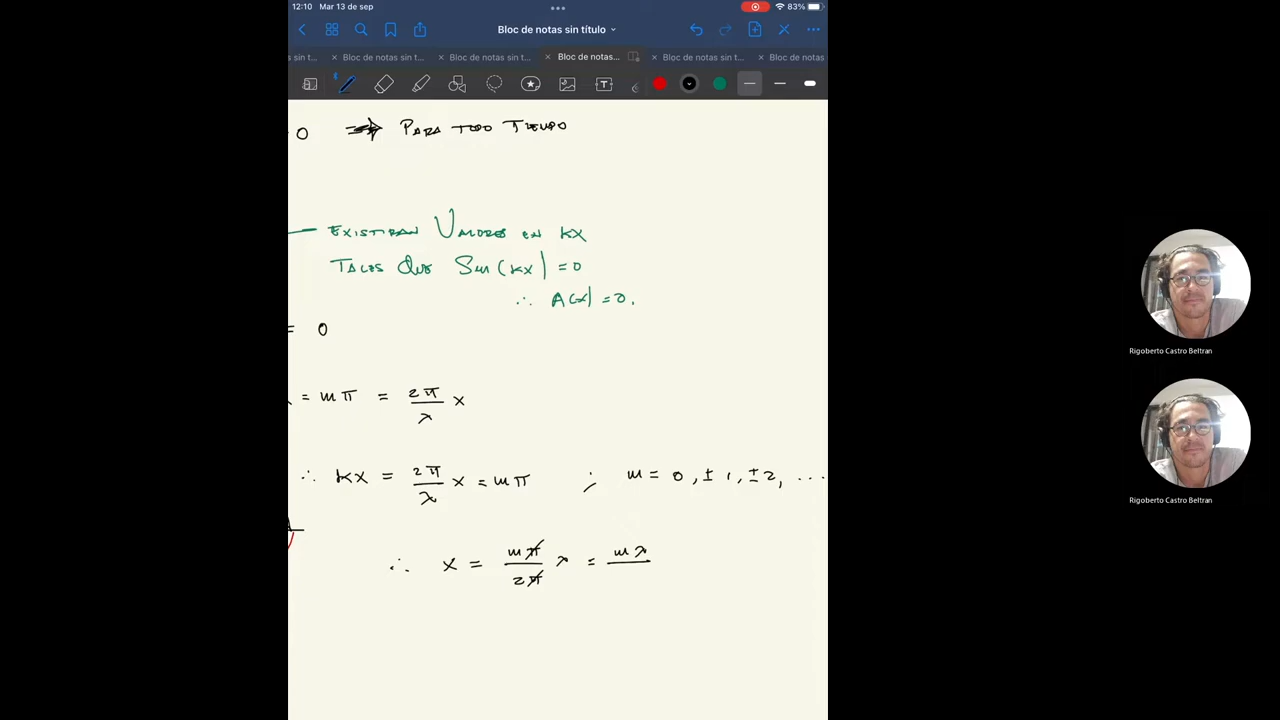 12:10 Mar 13 de sep 83%
Bloc de notas sin título
as sin t... Bloc de notas sin t... Bloc de notas sin t... Bloc de notas... Bloc de notas sin t... Bloc de notas
= 0 ⇒ PARA TODO TIEMPO
— EXISTIRAN VALORES EN KX
TALES QUE Sen(KX) = 0
∴ A(X) = 0.
= 0
= mπ = 2π/λ x
∴ KX = 2π/λ x = mπ ; m = 0, ±1, ±2, ...
∴ X = mπ/2π λ = mλ
Rigoberto Castro Beltran
Rigoberto Castro Beltran